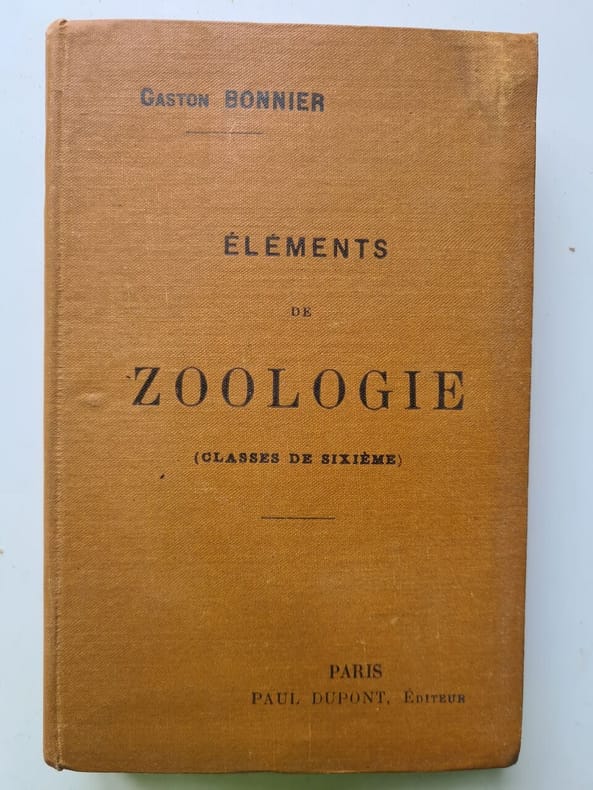 GASTON BONNIER
ÉLÉMENTS
DE
ZOOLOGIE
(CLASSES DE SIXIÈME)
PARIS
PAUL DUPONT, ÉDITEUR